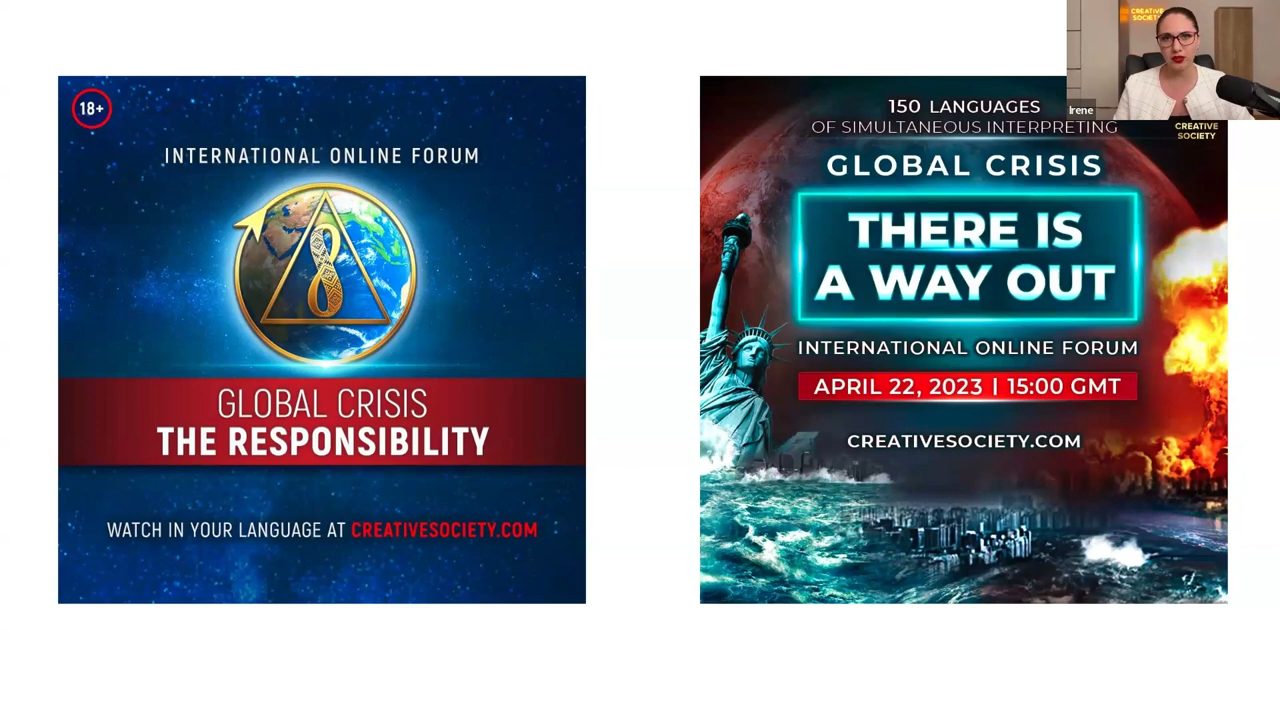 18+
INTERNATIONAL ONLINE FORUM
GLOBAL CRISIS
THE RESPONSIBILITY
WATCH IN YOUR LANGUAGE AT CREATIVESOCIETY.COM
150 LANGUAGES
OF SIMULTANEOUS INTERPRETING
CREATIVE
SOCIETY
GLOBAL CRISIS
THERE IS
A WAY OUT
INTERNATIONAL ONLINE FORUM
APRIL 22, 2023 | 15:00 GMT
CREATIVESOCIETY.COM
CREATIVE
SOCIETY
Irene